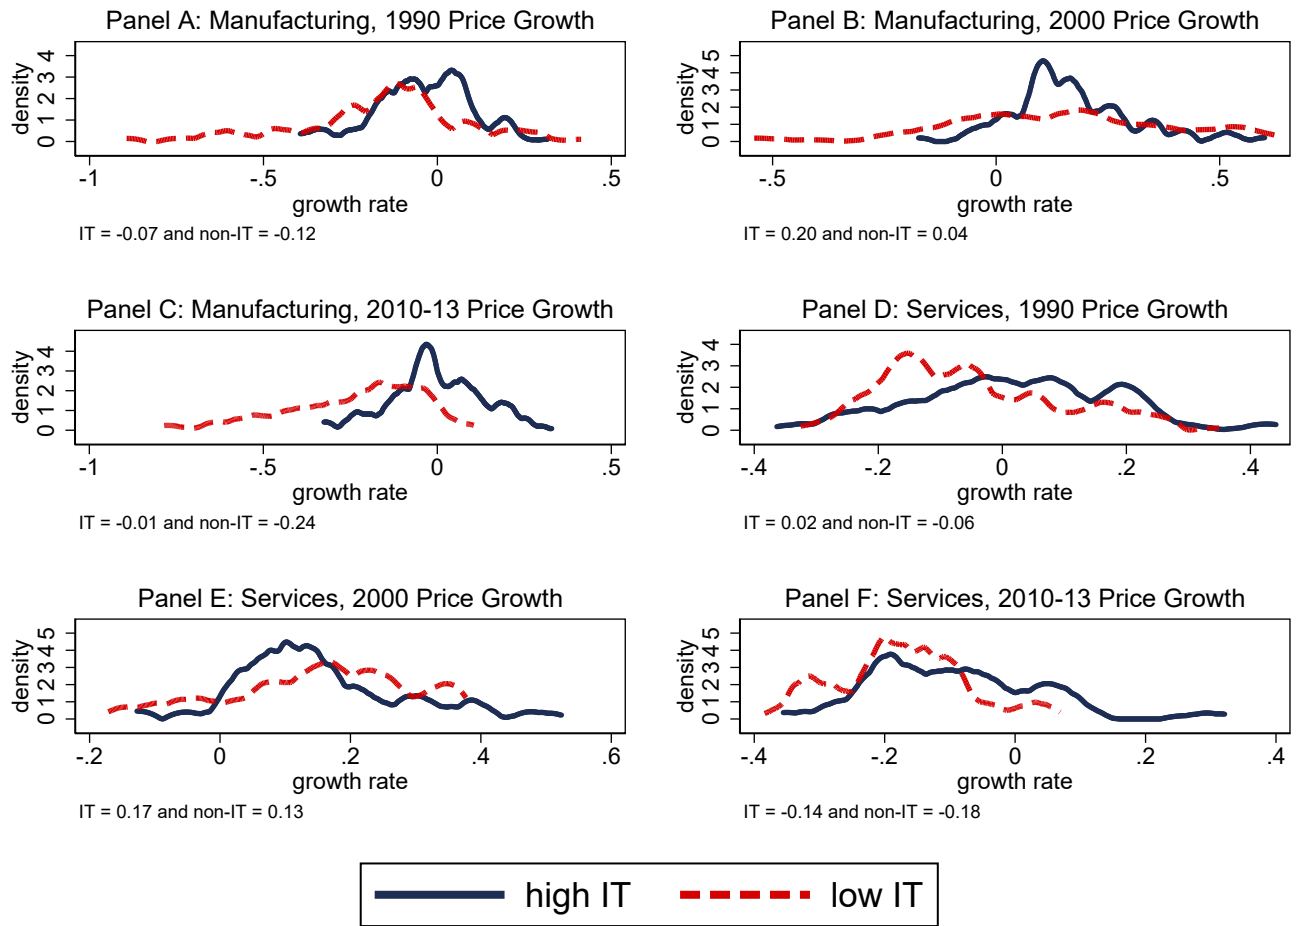 Panel A: Manufacturing, 1990 Price Growth
density
0 1 2 3 4
-1 -.5 0 .5
growth rate
IT = -0.07 and non-IT = -0.12
Panel B: Manufacturing, 2000 Price Growth
density
0 1 2 3 4 5
-.5 0 .5
growth rate
IT = 0.20 and non-IT = 0.04
Panel C: Manufacturing, 2010-13 Price Growth
density
0 1 2 3 4
-1 -.5 0 .5
growth rate
IT = -0.01 and non-IT = -0.24
Panel D: Services, 1990 Price Growth
density
0 1 2 3 4
-.4 -.2 0 .2 .4
growth rate
IT = 0.02 and non-IT = -0.06
Panel E: Services, 2000 Price Growth
density
0 1 2 3 4 5
-.2 0 .2 .4 .6
growth rate
IT = 0.17 and non-IT = 0.13
Panel F: Services, 2010-13 Price Growth
density
0 1 2 3 4 5
-.4 -.2 0 .2 .4
growth rate
IT = -0.14 and non-IT = -0.18
high IT
low IT